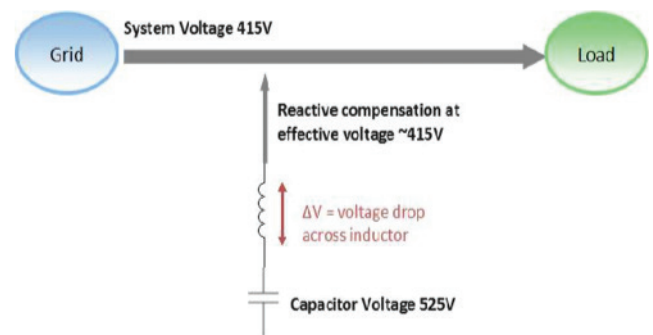 System Voltage 415V
Grid
Load
Reactive compensation at
effective voltage ~415V
ΔV = voltage drop
across inductor
Capacitor Voltage 525V